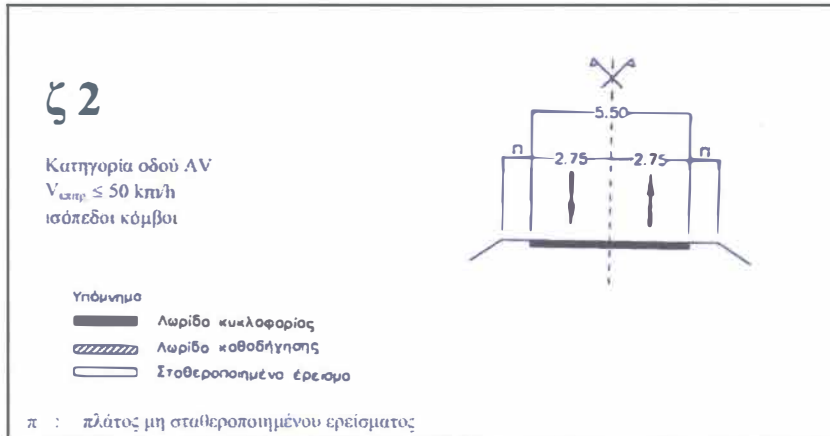 ζ 2
Κατηγορία οδού AV
Vεπιτρ. ≤ 50 km/h
ισόπεδοι κόμβοι
5.50
π 2.75 2.75 π
Υπόμνημα
Λωρίδα κυκλοφορίας
Λωρίδα καθοδήγησης
Σταθεροποιημένο έρεισμα
π : πλάτος μη σταθεροποιημένου ερείσματος